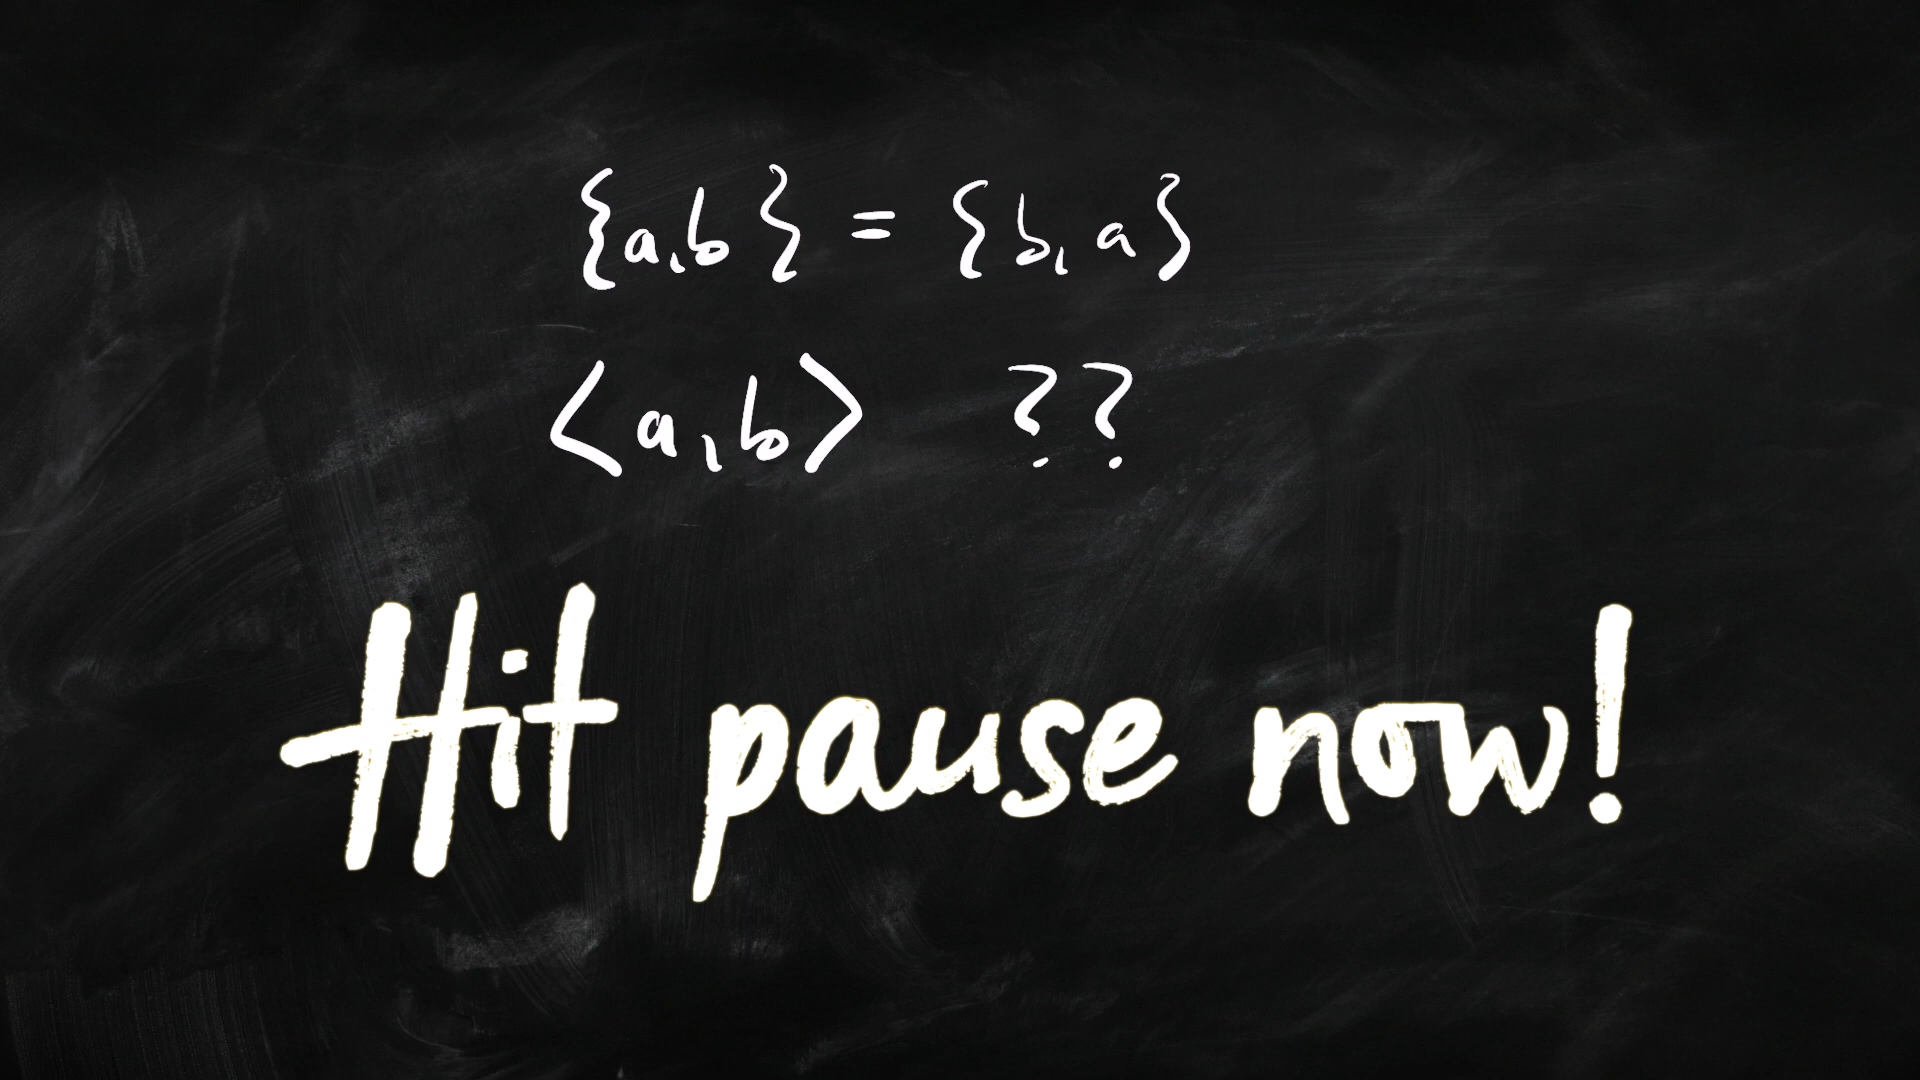 {a,b} = {b,a}
<a,b> ??
Hit pause now!